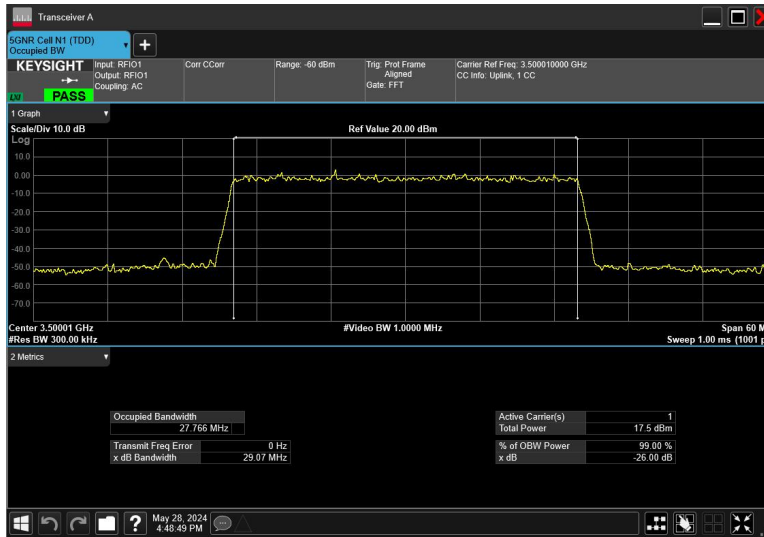 Transceiver A
5GNR Cell N1 (TDD)
Occupied BW
KEYSIGHT
LXI
PASS
Input: RFIO1
Output: RFIO1
Coupling: AC
Corr CCorr
Range: -60 dBm
Trig: Prot Frame
Aligned
Gate: FFT
Carrier Ref Freq: 3.500010000 GHz
CC Info: Uplink, 1 CC
1 Graph
Scale/Div 10.0 dB
Ref Value 20.00 dBm
Log
10.0
0.00
-10.0
-20.0
-30.0
-40.0
-50.0
-60.0
-70.0
Center 3.50001 GHz
#Video BW 1.0000 MHz
Span 60 M
#Res BW 300.00 kHz
Sweep 1.00 ms (1001 p
2 Metrics
Occupied Bandwidth
27.766 MHz
Transmit Freq Error 0 Hz
x dB Bandwidth 29.07 MHz
Active Carrier(s) 1
Total Power 17.5 dBm
% of OBW Power 99.00 %
x dB -26.00 dB
May 28, 2024
4:48:49 PM